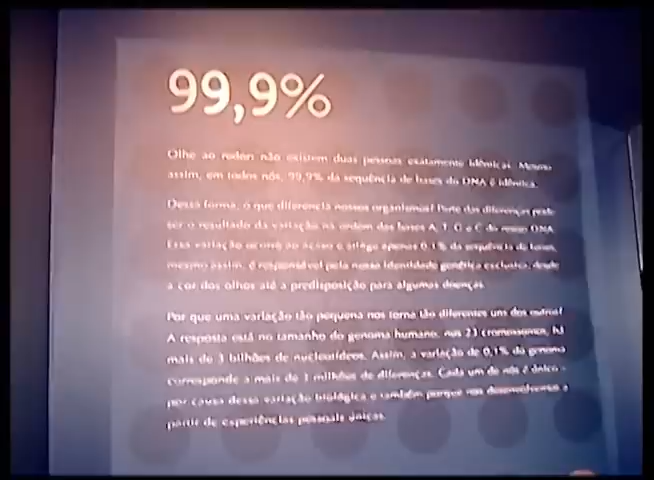 99,9%
Olhe ao redor: não existem duas pessoas exatamente idênticas. Mesmo
assim, em todos nós, 99,9% da sequência de bases do DNA é idêntica.
Dessa forma, o que diferencia nossos organismos? Parte das diferenças pode
ser o resultado da variação na ordem das bases A, T, G e C do nosso DNA.
Essa variação ocorre ao acaso e atinge apenas 0,1% da sequência de bases,
mesmo assim, é responsável pela nossa identidade genética exclusiva, desde
a cor dos olhos até a predisposição para algumas doenças.
Por que uma variação tão pequena nos torna tão diferentes um dos outros?
A resposta está no tamanho do genoma humano: nos 23 cromossomos, há
mais de 3 bilhões de nucleotídeos. Assim, a variação de 0,1% do genoma
corresponde a mais de 3 milhões de diferenças. Cada um de nós é único -
por causa dessa variação biológica e também porque nos desenvolvemos a
partir de experiências pessoais únicas.